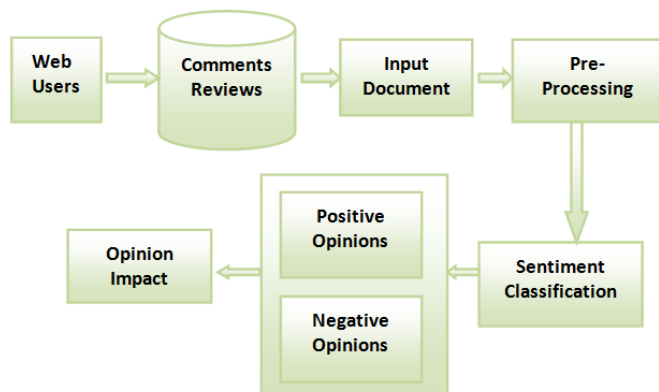 Web
Users
Comments
Reviews
Input
Document
Pre-
Processing
Sentiment
Classification
Positive
Opinions
Negative
Opinions
Opinion
Impact